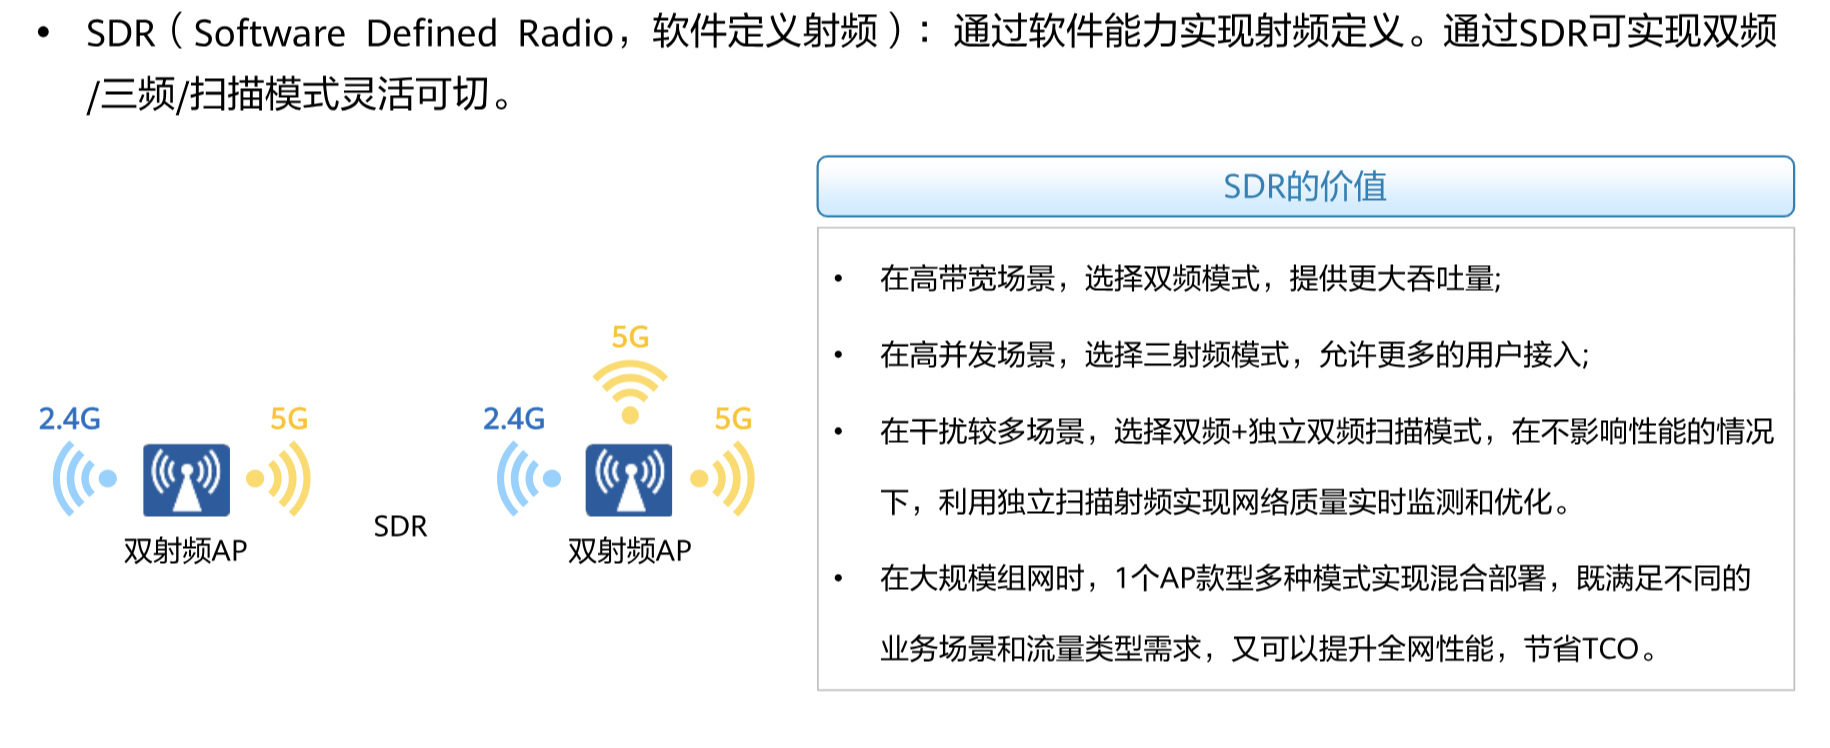 • SDR（Software Defined Radio，软件定义射频）：通过软件能力实现射频定义。通过SDR可实现双频
/三频/扫描模式灵活可切。
SDR的价值
• 在高带宽场景，选择双频模式，提供更大吞吐量;
• 在高并发场景，选择三射频模式，允许更多的用户接入;
• 在干扰较多场景，选择双频+独立双频扫描模式，在不影响性能的情况
下，利用独立扫描射频实现网络质量实时监测和优化。
• 在大规模组网时，1个AP款型多种模式实现混合部署，既满足不同的
业务场景和流量类型需求，又可以提升全网性能，节省TCO。
2.4G
5G
双射频AP
SDR
5G
2.4G
5G
双射频AP